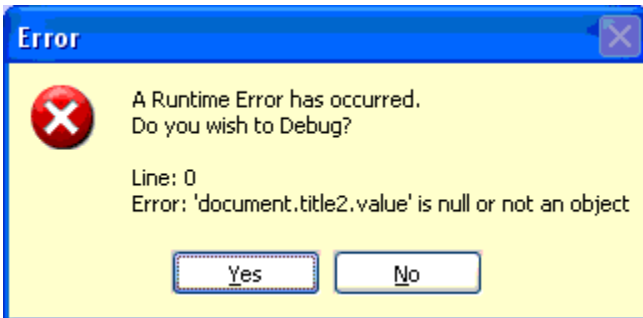 Error
A Runtime Error has occurred.
Do you wish to Debug?
Line: 0
Error: 'document.title2.value' is null or not an object
Yes
No